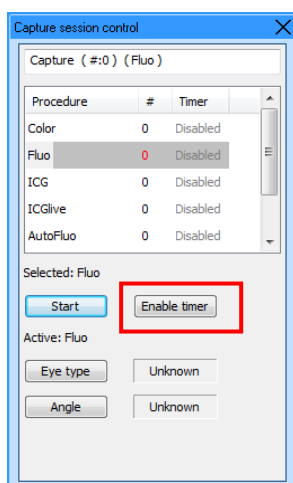 Capture session control
Capture ( #:0 ) ( Fluo )
Procedure # Timer
Color 0 Disabled
Fluo 0 Disabled
ICG 0 Disabled
ICGlive 0 Disabled
AutoFluo 0 Disabled
Selected: Fluo
Start Enable timer
Active: Fluo
Eye type Unknown
Angle Unknown